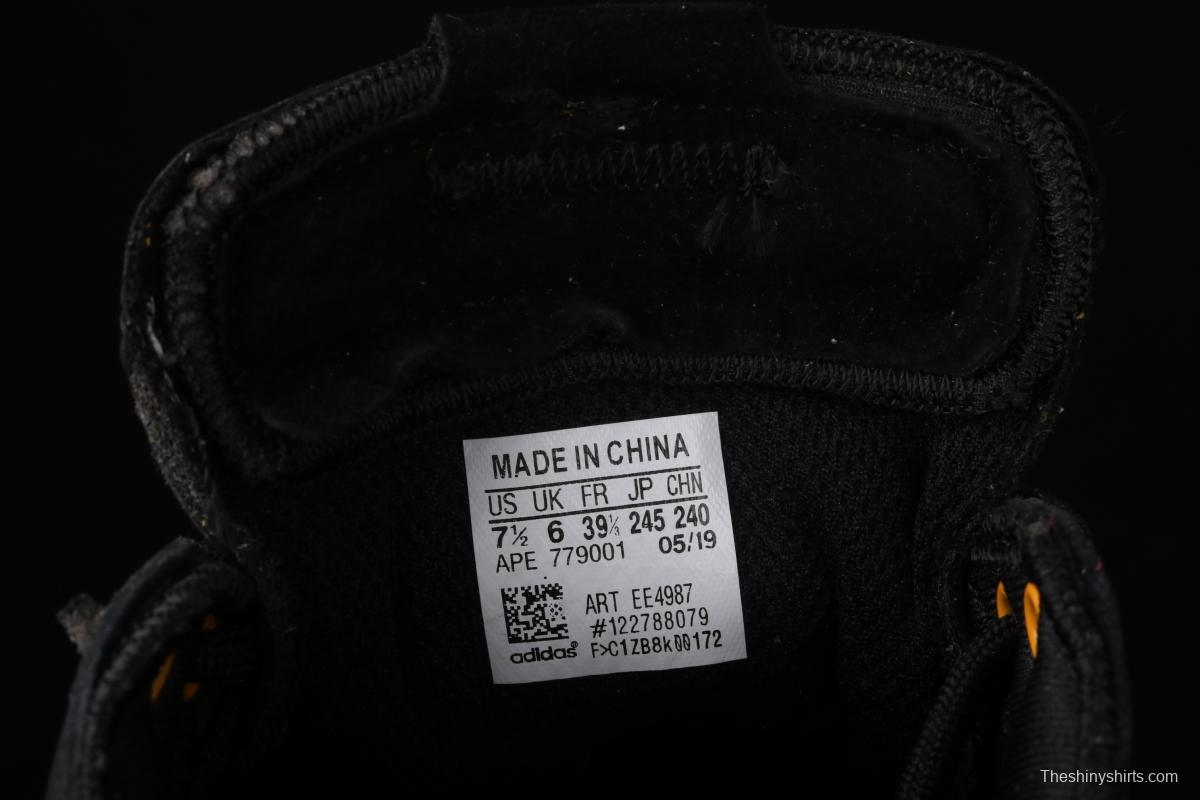 MADE IN CHINA
US UK FR JP CHN
7½ 6 39⅓ 245 240
APE 779001 05/19
ART EE4987
#122788079
adidas® F>C1ZB8k00172
Theshinyshirts.com